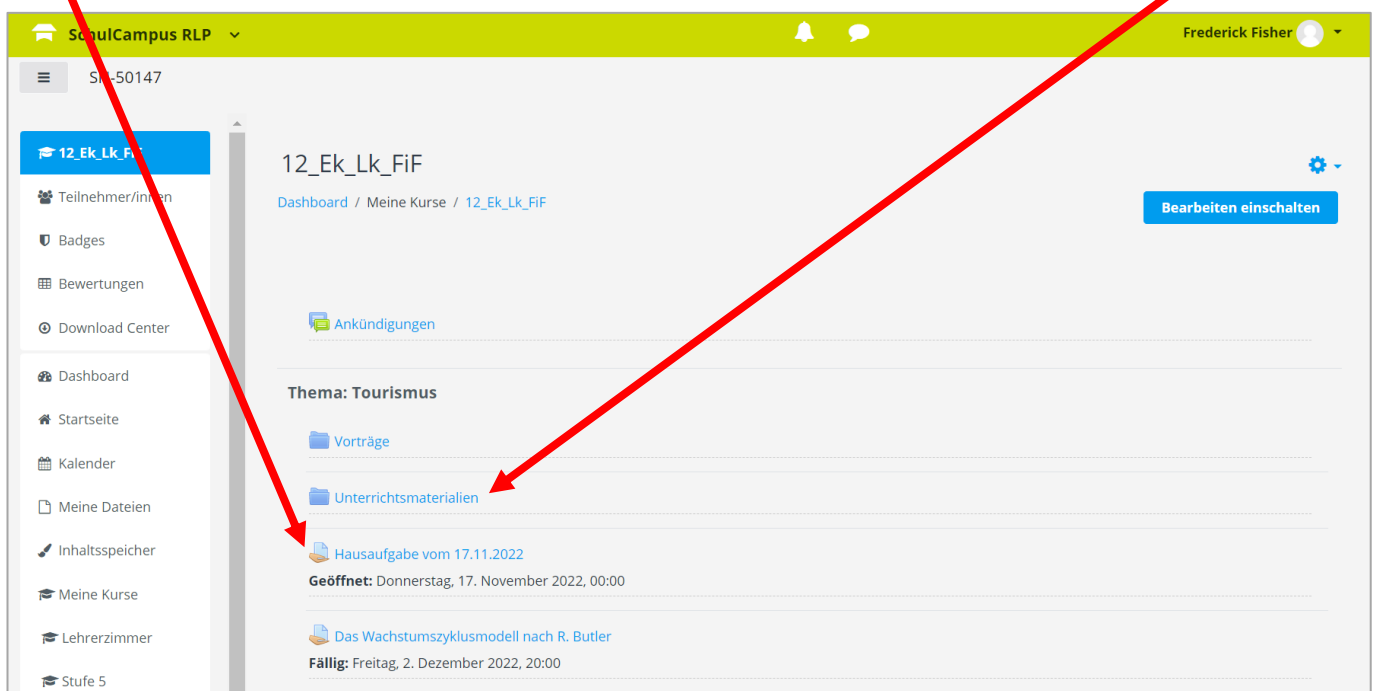 SchulCampus RLP
Frederick Fisher
SN-50147
12_Ek_Lk_FiF
Teilnehmer/innen
Badges
Bewertungen
Download Center
Dashboard
Startseite
Kalender
Meine Dateien
Inhaltsspeicher
Meine Kurse
Lehrerzimmer
Stufe 5
12_Ek_Lk_FiF
Dashboard / Meine Kurse / 12_Ek_Lk_FiF
Bearbeiten einschalten
Ankündigungen
Thema: Tourismus
Vorträge
Unterrichtsmaterialien
Hausaufgabe vom 17.11.2022
Geöffnet: Donnerstag, 17. November 2022, 00:00
Das Wachstumszyklusmodell nach R. Butler
Fällig: Freitag, 2. Dezember 2022, 20:00